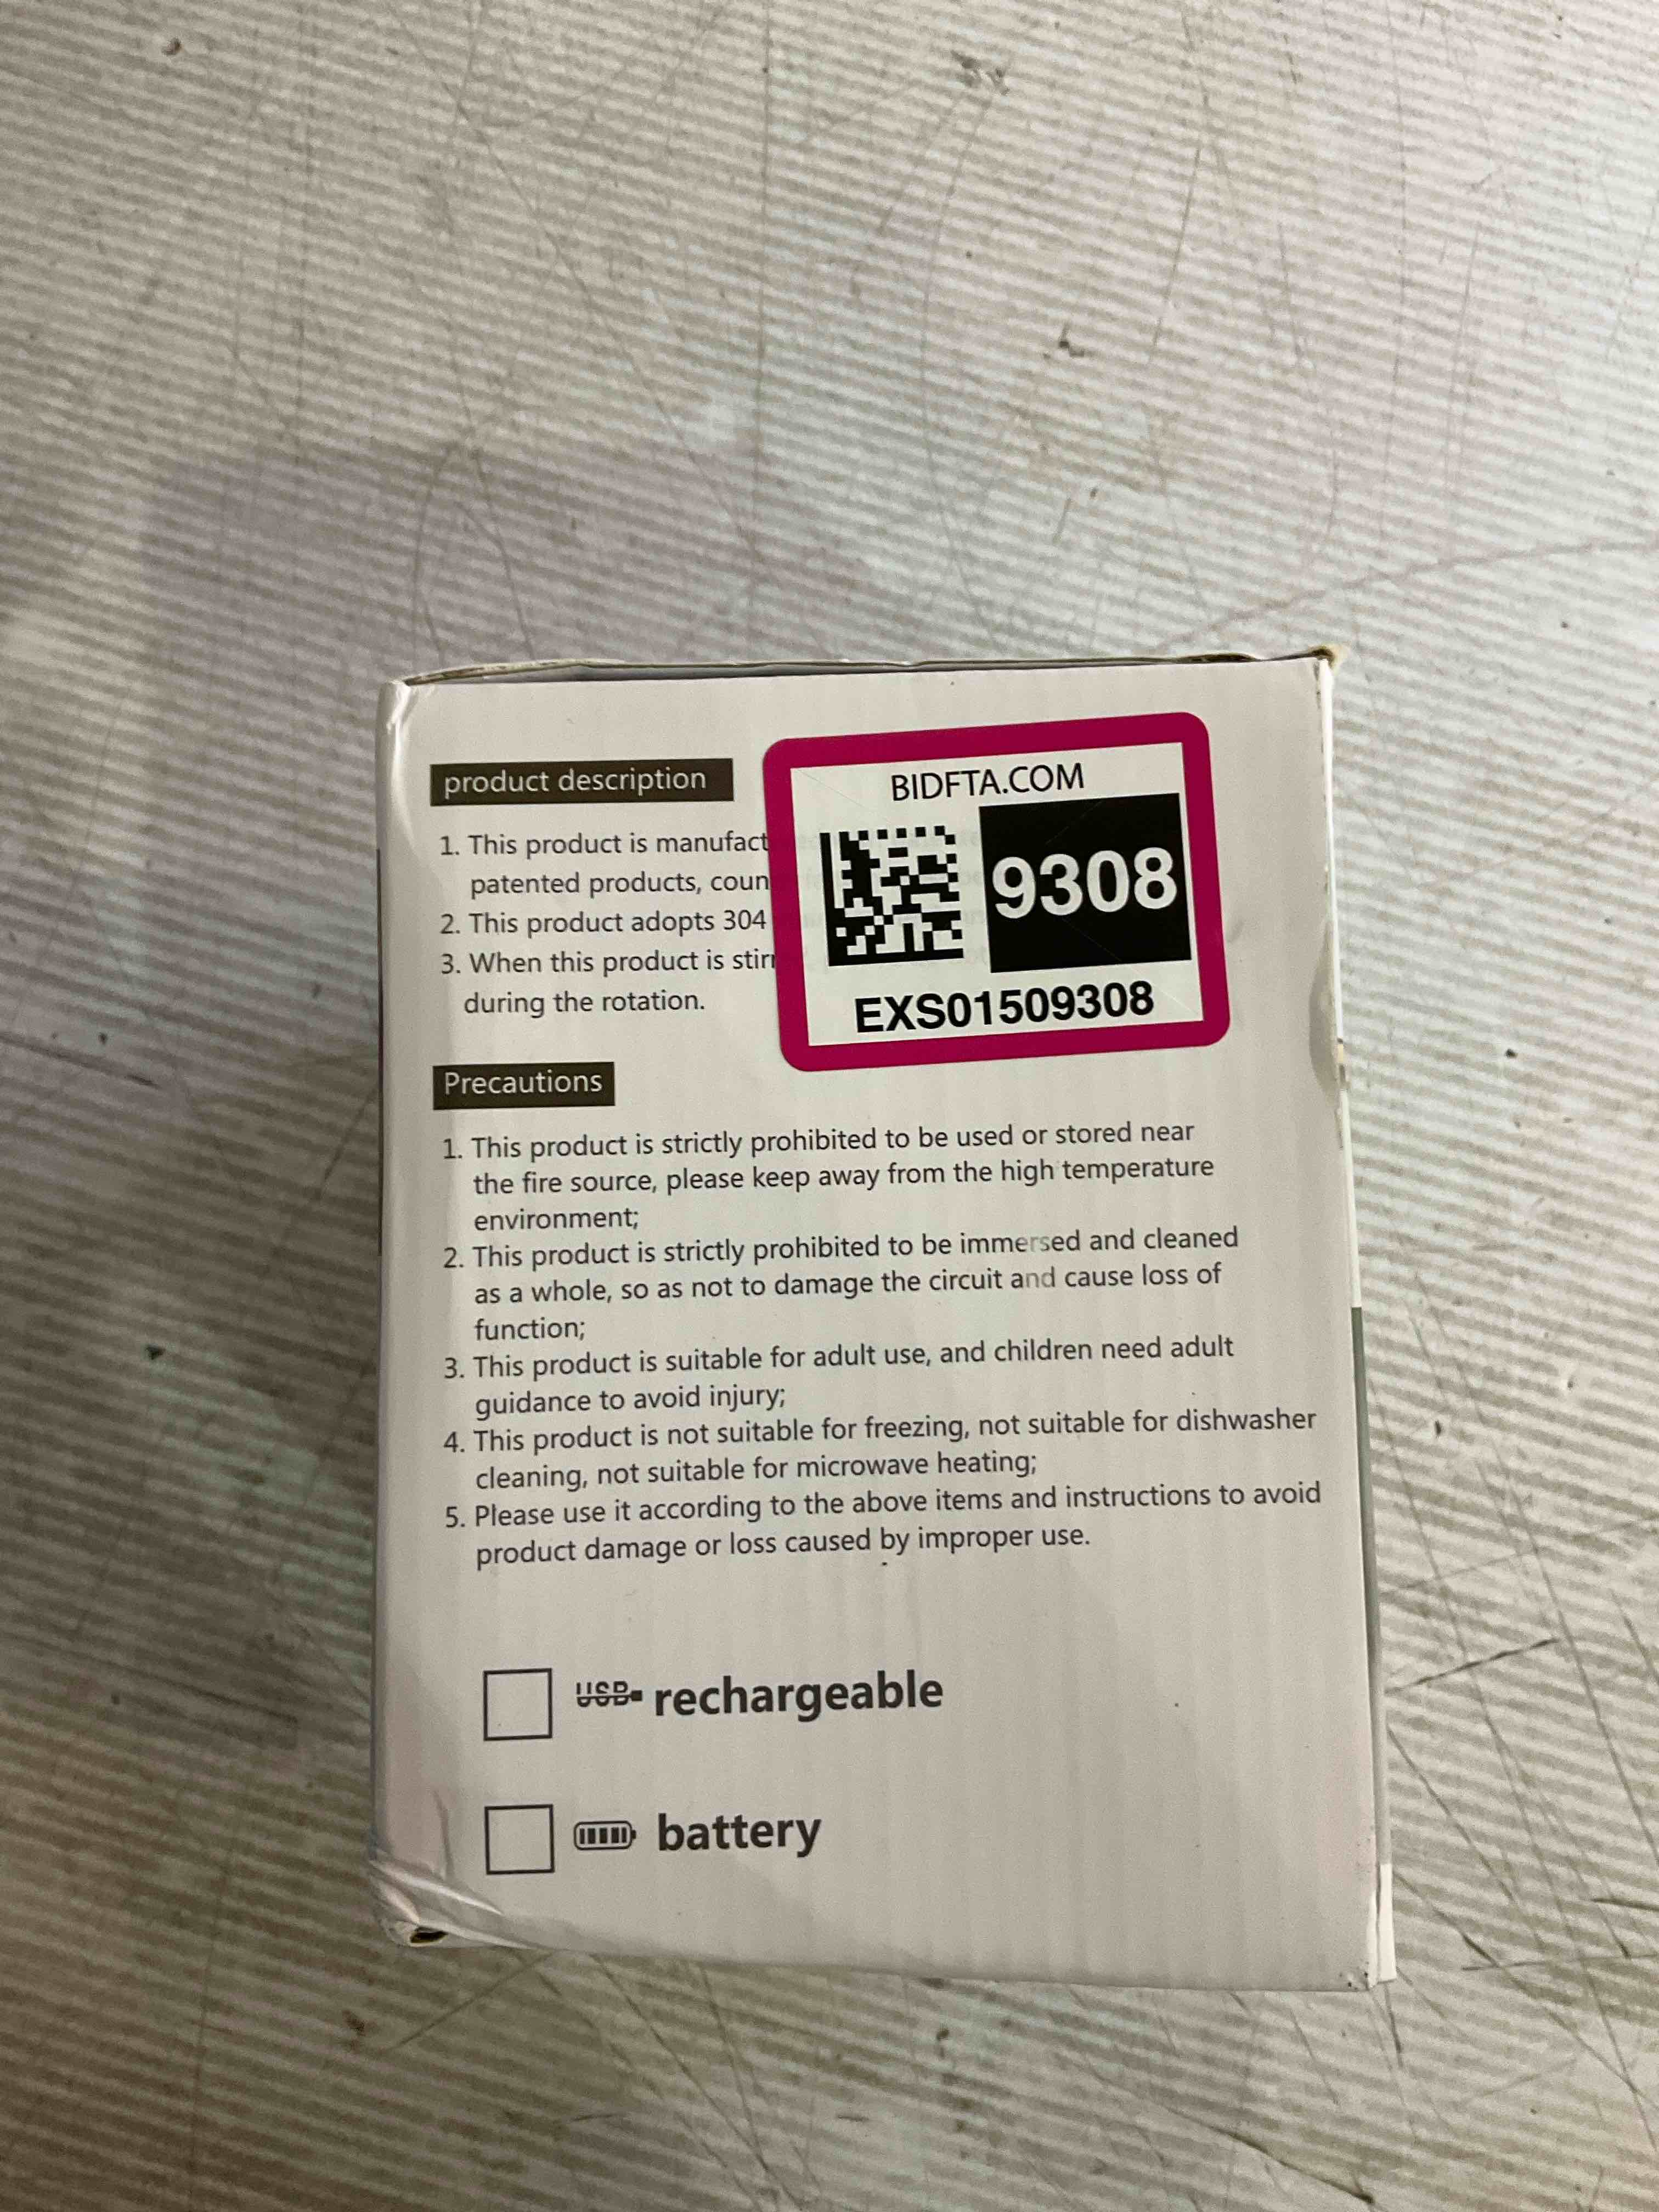 product description
1. This product is manufact
patented products, coun
2. This product adopts 304
3. When this product is stir
during the rotation.
BIDFTA.COM
9308
EXS01509308
Precautions
1. This product is strictly prohibited to be used or stored near
the fire source, please keep away from the high temperature
environment;
2. This product is strictly prohibited to be immersed and cleaned
as a whole, so as not to damage the circuit and cause loss of
function;
3. This product is suitable for adult use, and children need adult
guidance to avoid injury;
4. This product is not suitable for freezing, not suitable for dishwasher
cleaning, not suitable for microwave heating;
5. Please use it according to the above items and instructions to avoid
product damage or loss caused by improper use.
USB rechargeable
battery